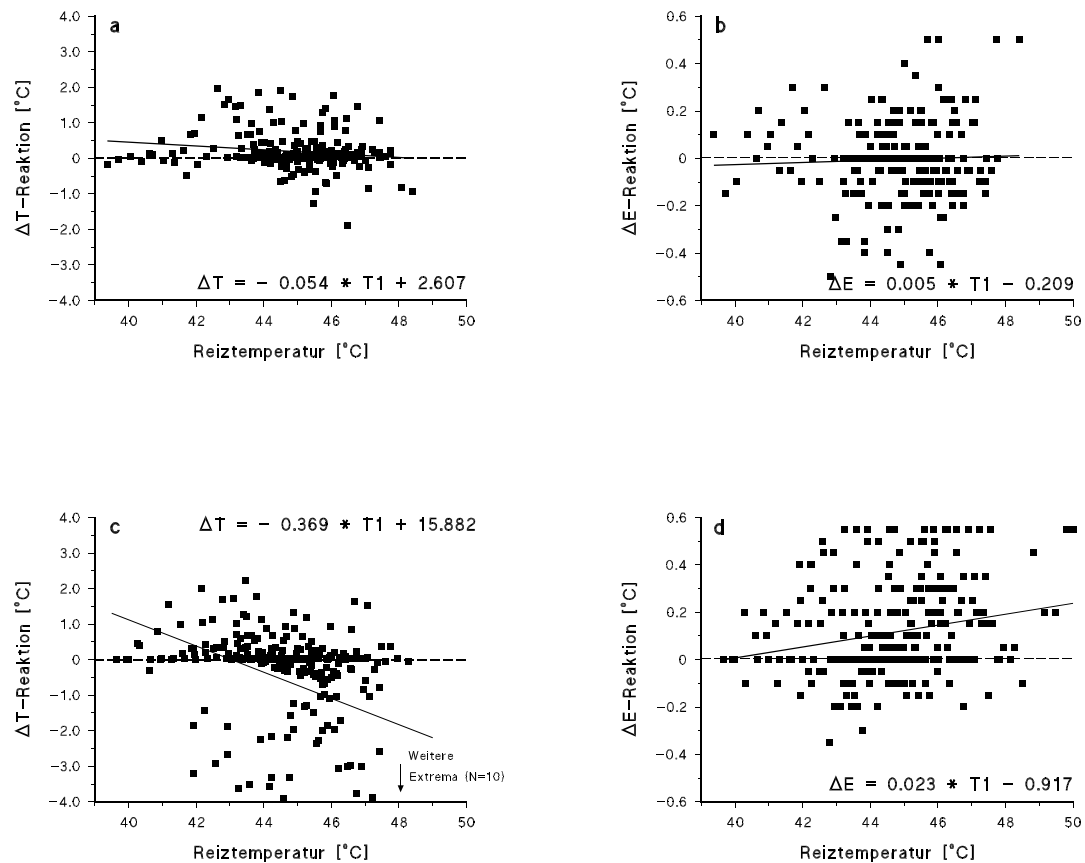 a
ΔT-Reaktion [°C]
4.0
3.0
2.0
1.0
0
-1.0
-2.0
-3.0
-4.0
ΔT = - 0.054 * T1 + 2.607
40 42 44 46 48 50
Reiztemperatur [°C]
b
ΔE-Reaktion [°C]
0.6
0.4
0.2
0
-0.2
-0.4
-0.6
ΔE = 0.005 * T1 - 0.209
40 42 44 46 48 50
Reiztemperatur [°C]
c
ΔT = - 0.369 * T1 + 15.882
ΔT-Reaktion [°C]
4.0
3.0
2.0
1.0
0
-1.0
-2.0
-3.0
-4.0
Weitere
Extrema (N=10)
40 42 44 46 48 50
Reiztemperatur [°C]
d
ΔE-Reaktion [°C]
0.6
0.4
0.2
0
-0.2
-0.4
-0.6
ΔE = 0.023 * T1 - 0.917
40 42 44 46 48 50
Reiztemperatur [°C]